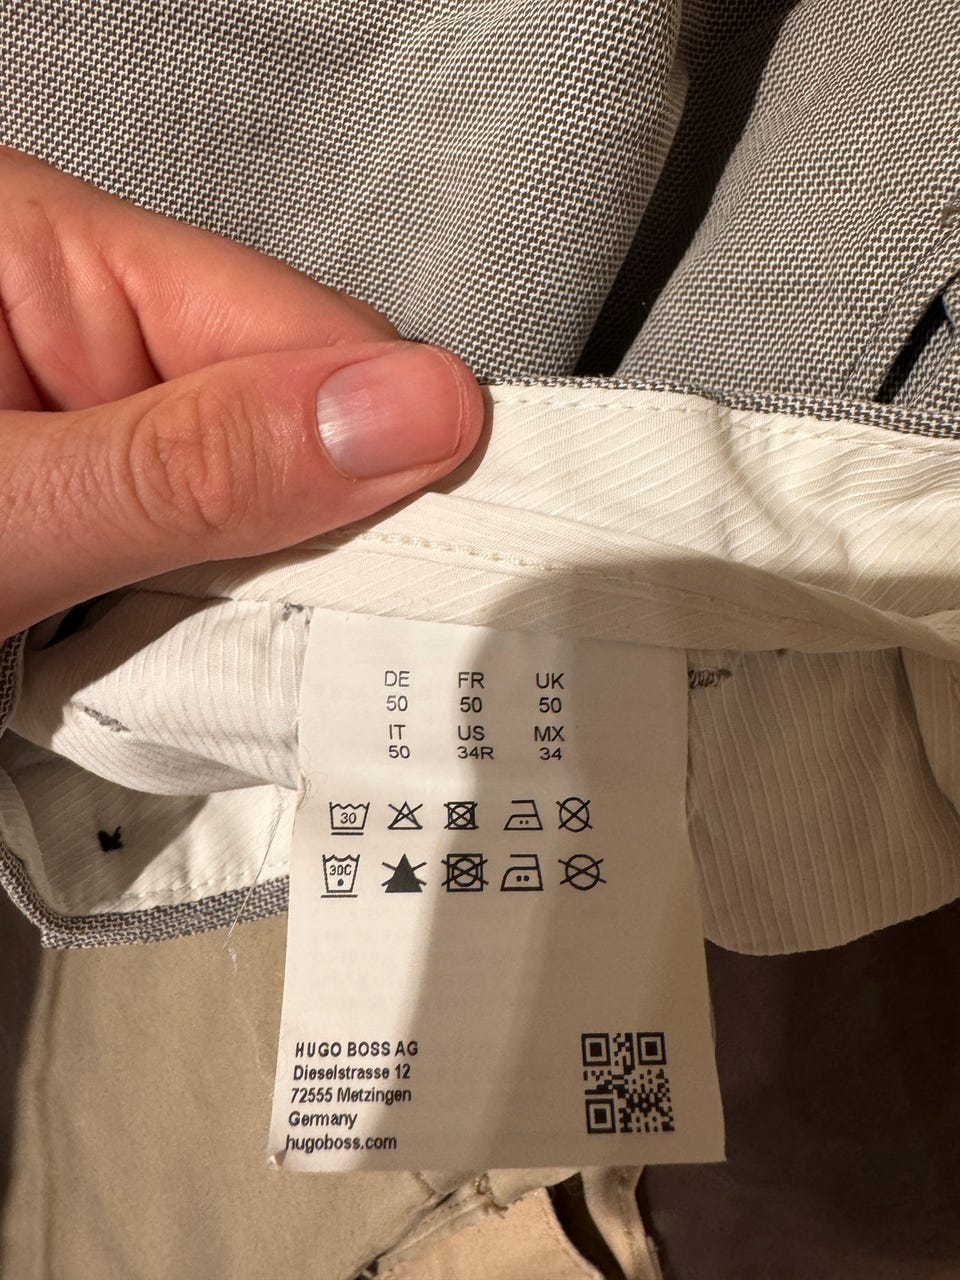 DE FR UK
50 50 50
IT US MX
50 34R 34
30
30C
HUGO BOSS AG
Dieselstrasse 12
72555 Metzingen
Germany
hugoboss.com